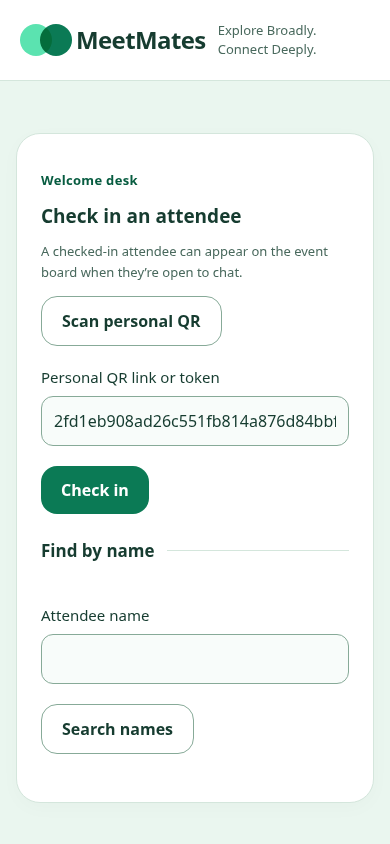 MeetMates
Explore Broadly.
Connect Deeply.
Welcome desk
Check in an attendee
A checked-in attendee can appear on the event
board when they're open to chat.
Scan personal QR
Personal QR link or token
2fd1eb908ad26c551fb814a876d84bb
Check in
Find by name
Attendee name
Search names